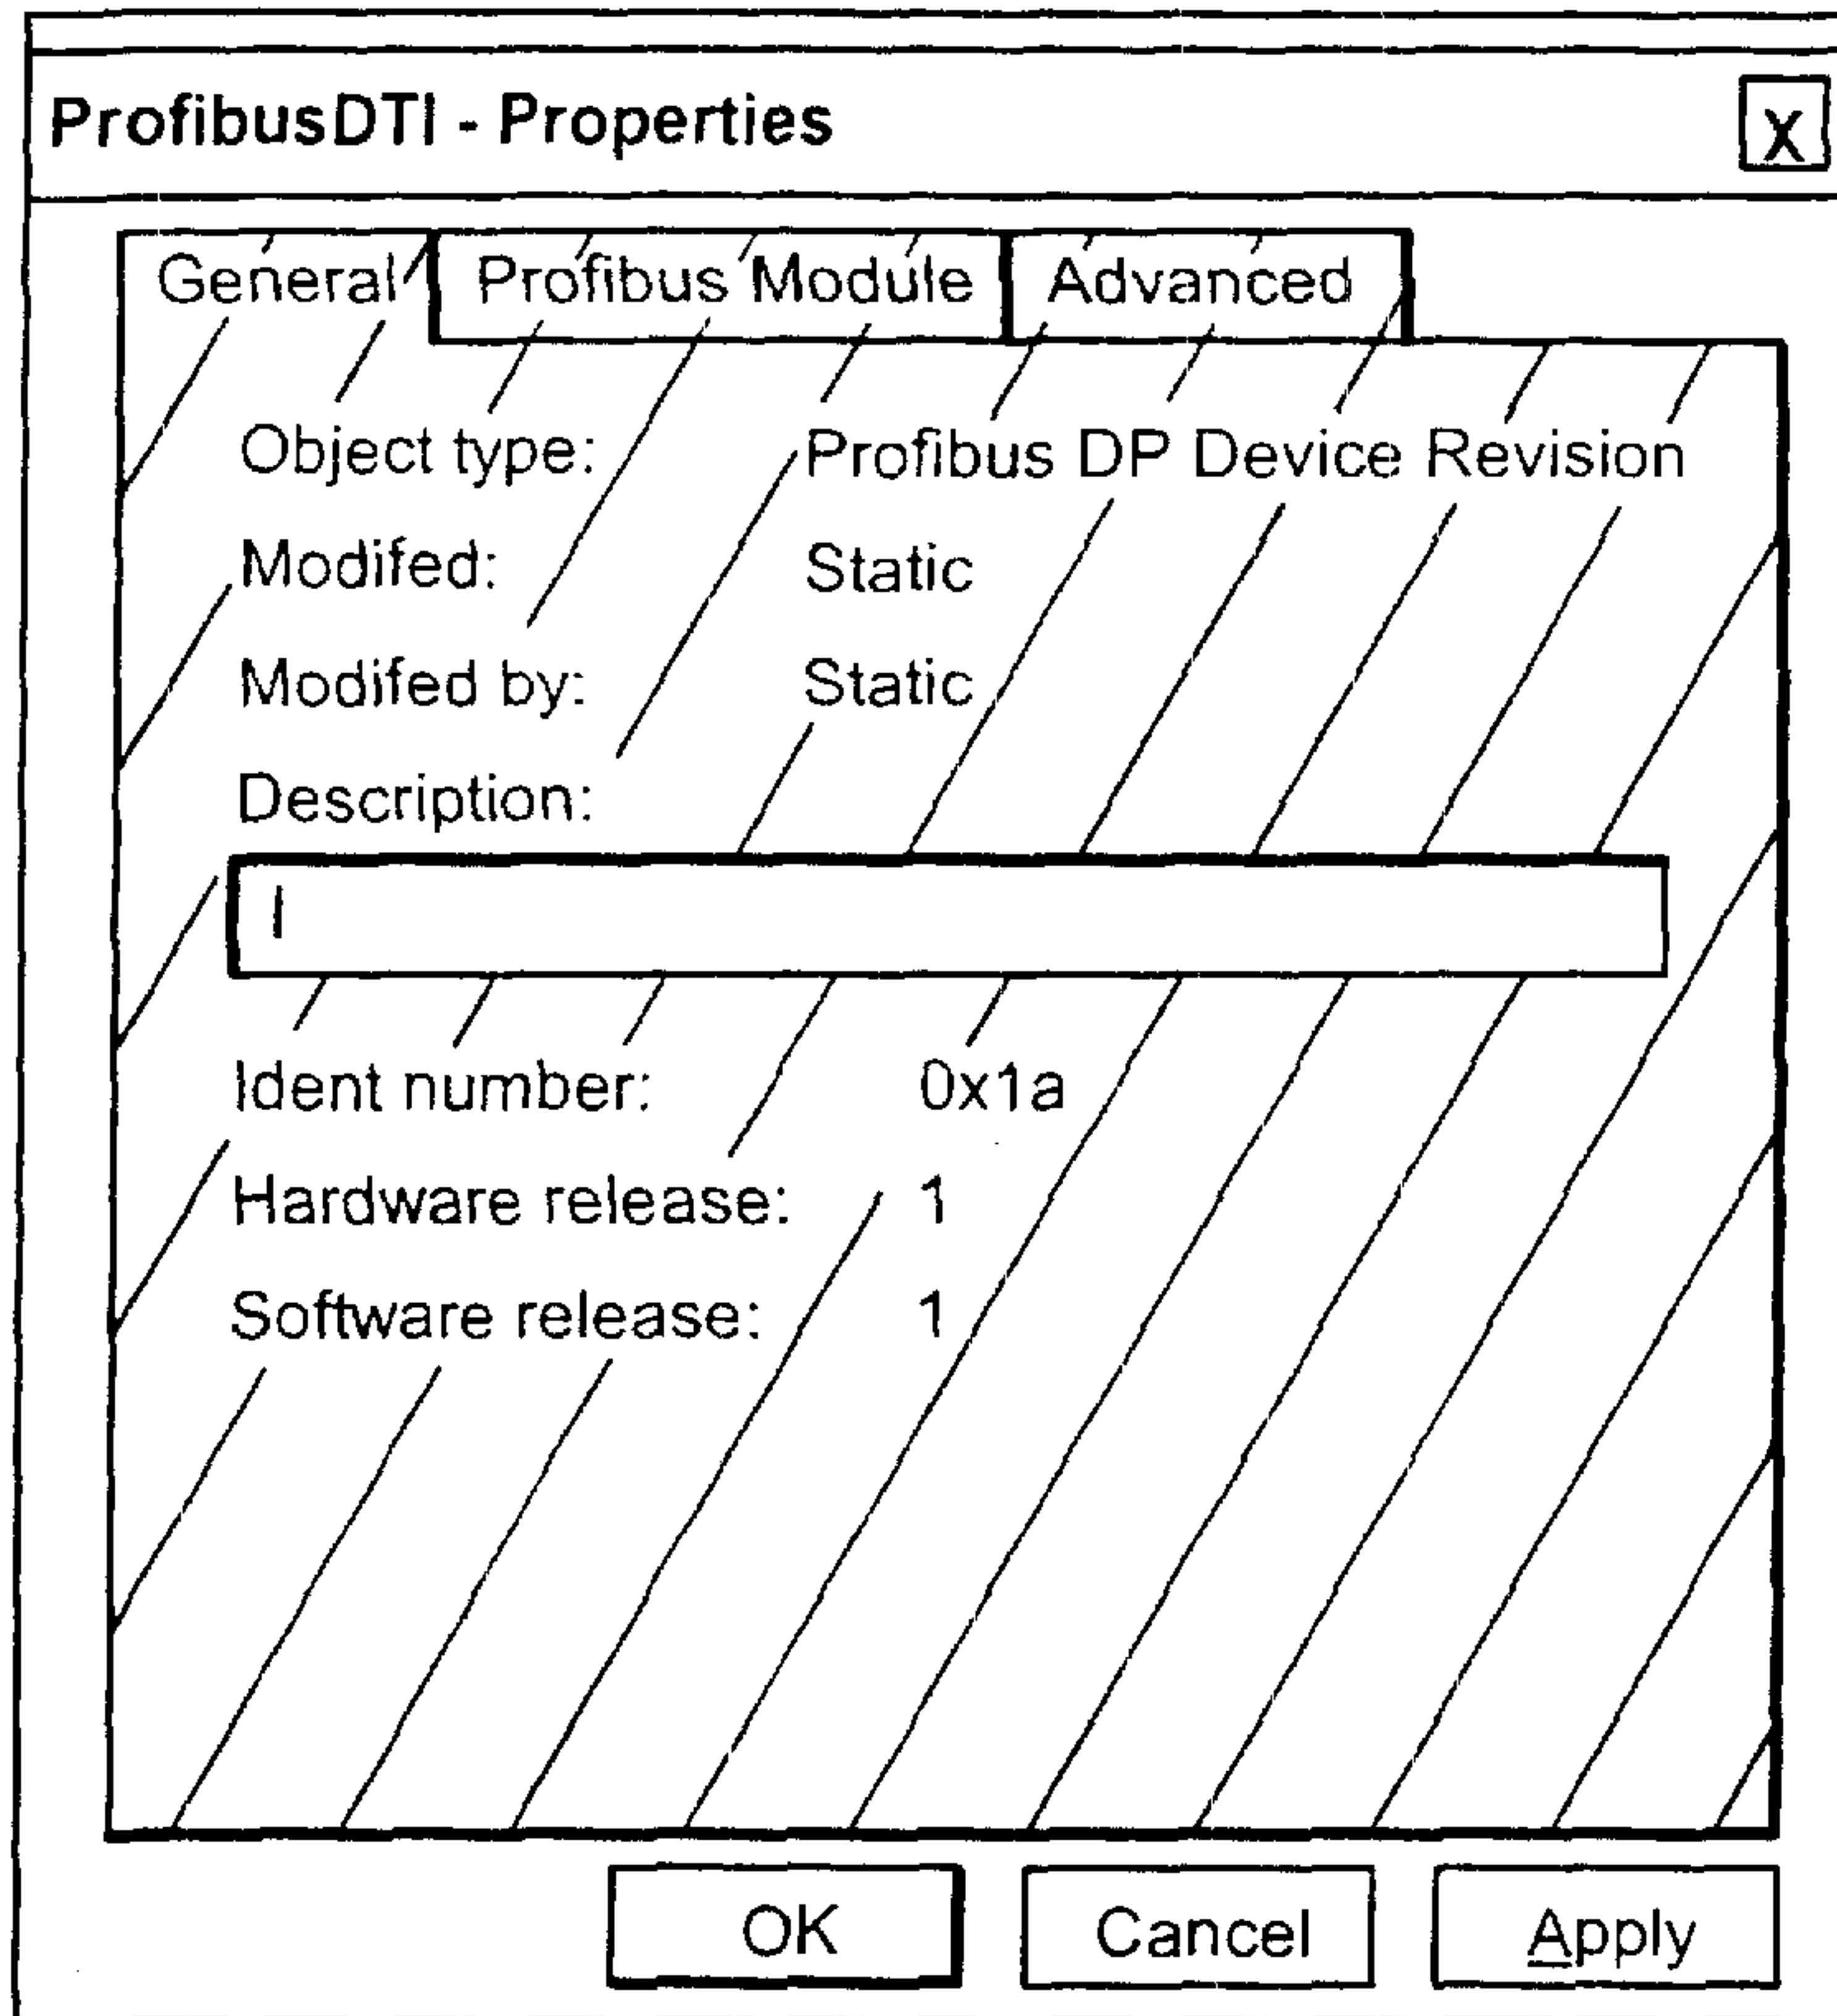 ProfibusDTI - Properties X
General Profibus Module Advanced
Object type: Profibus DP Device Revision
Modifed: Static
Modifed by: Static
Description:
Ident number: 0x1a
Hardware release: 1
Software release: 1
OK Cancel Apply